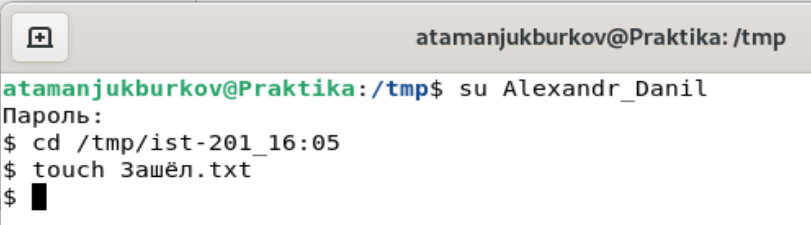 atamanjukburkov@Praktika: /tmp
atamanjukburkov@Praktika:/tmp$ su Alexandr_Danil
Пароль:
$ cd /tmp/ist-201_16:05
$ touch Зашёл.txt
$